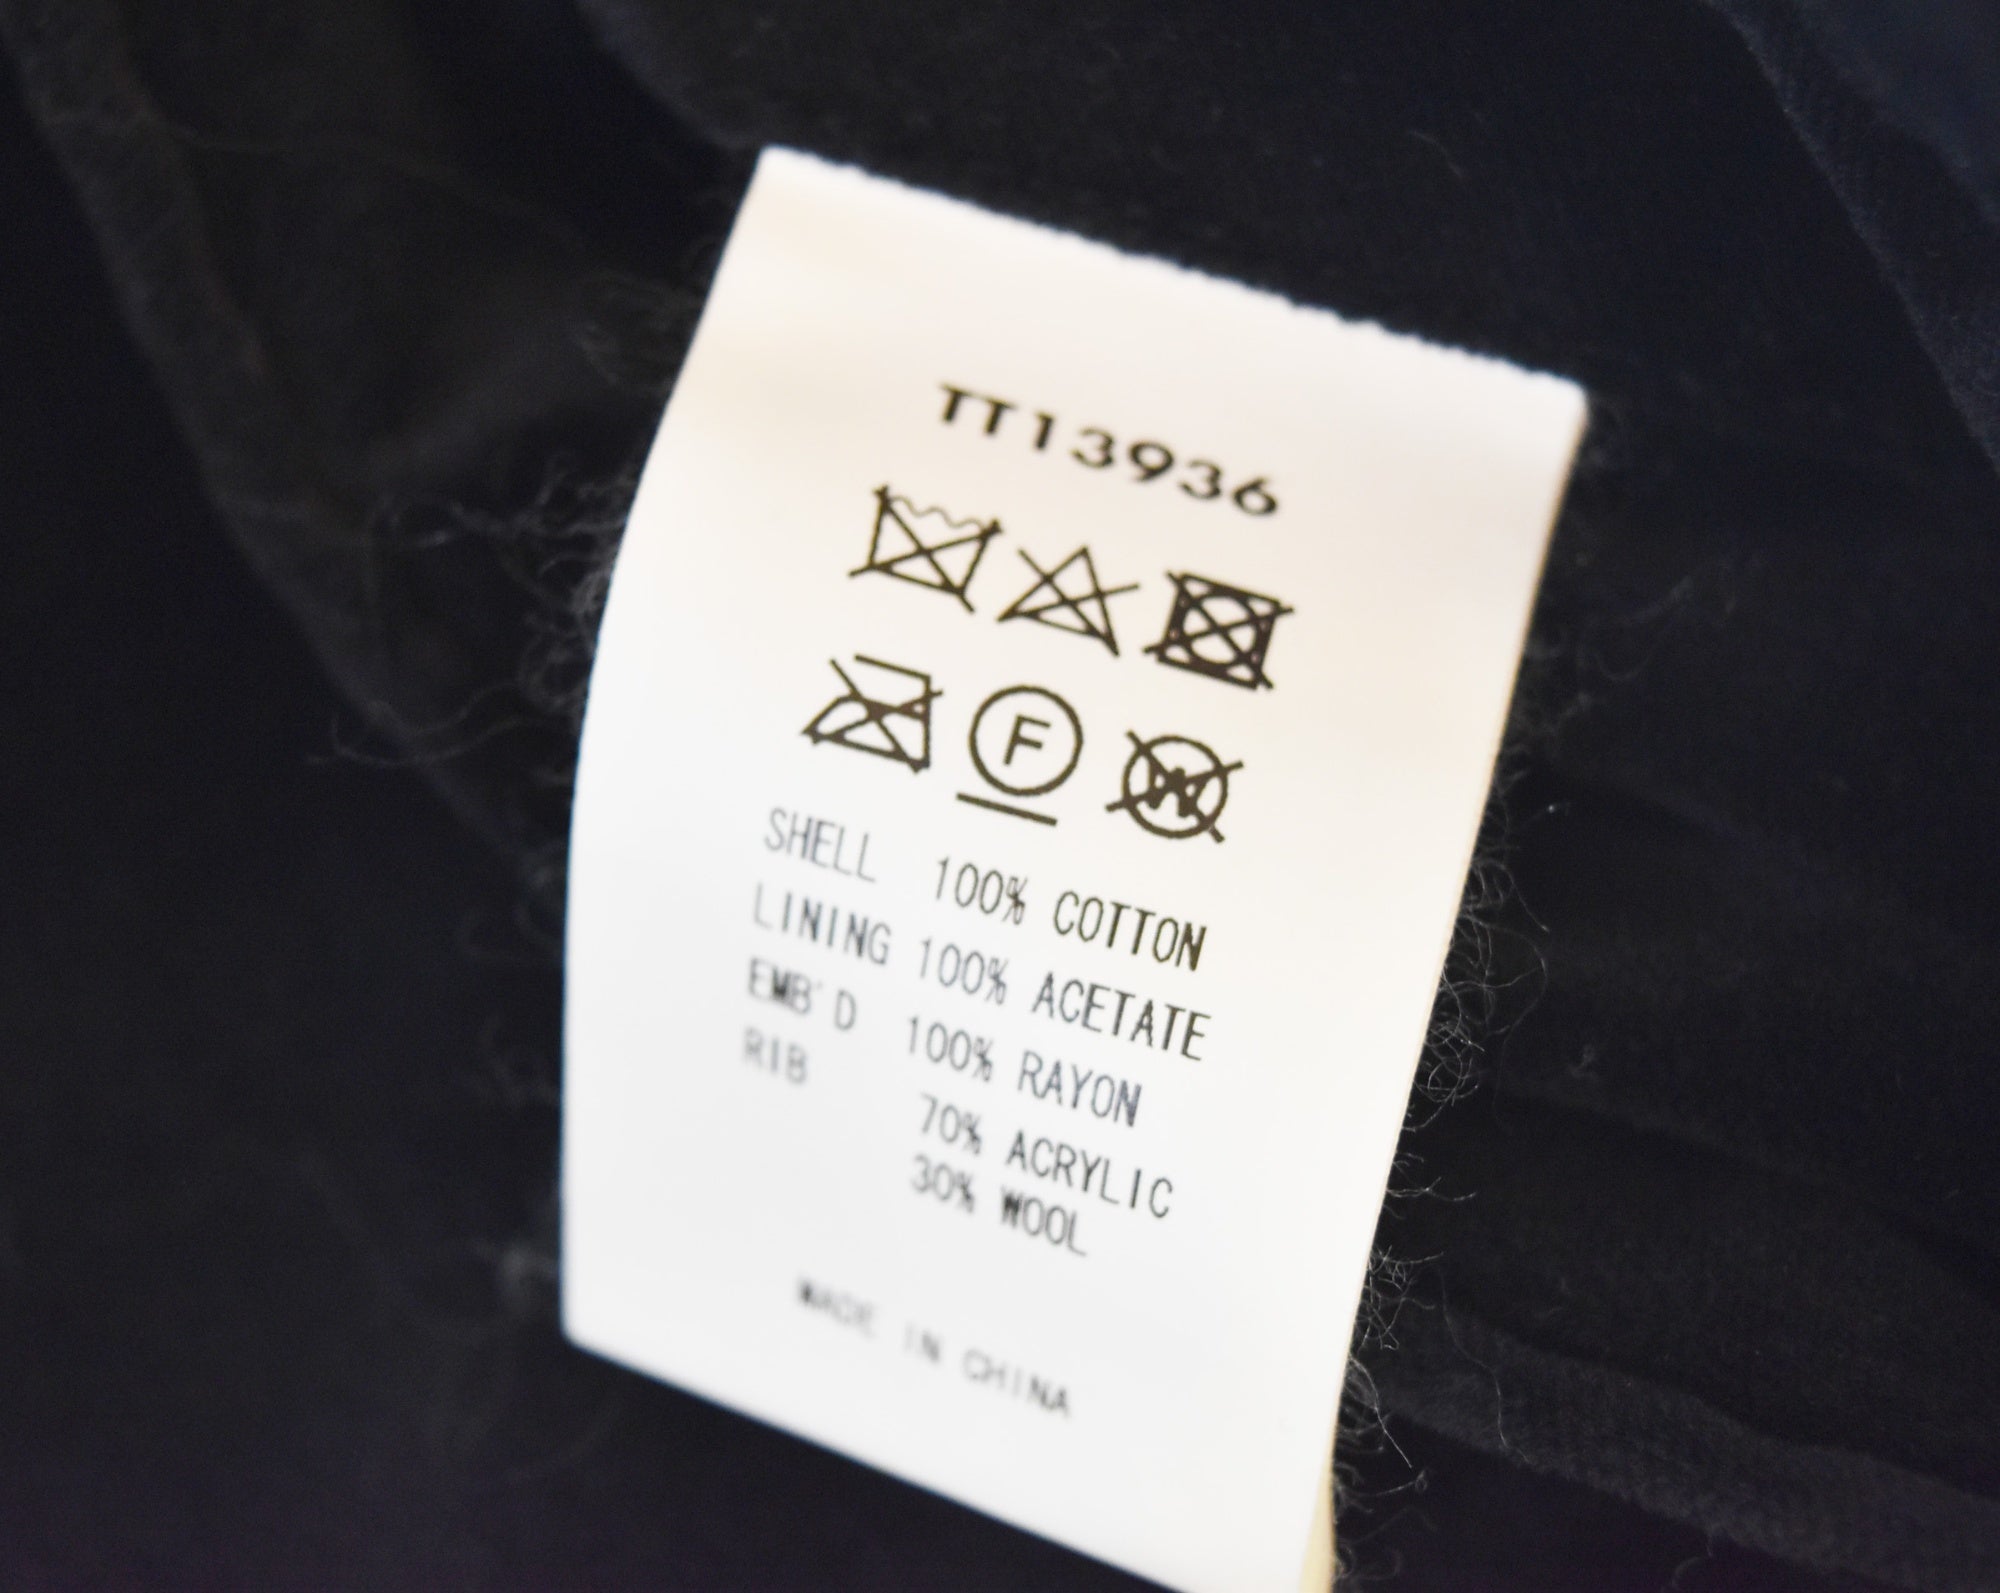 TT13936
F W
SHELL 100% COTTON
LINING 100% ACETATE
EMB'D 100% RAYON
RIB 70% ACRYLIC
30% WOOL
MADE IN CHINA